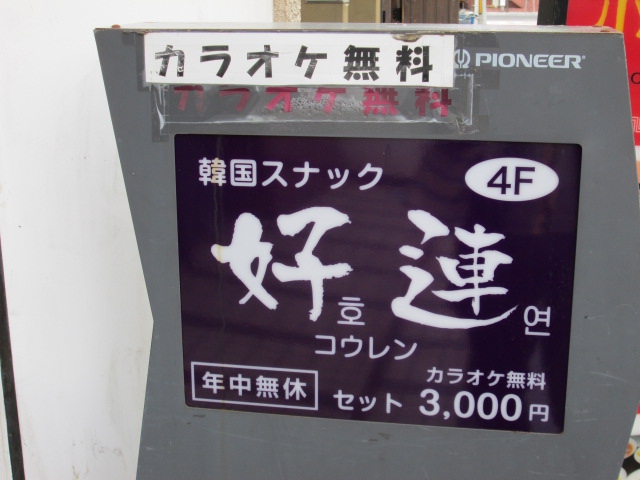 カラオケ無料
PIONEER
カラオケ無料
韓国スナック
4F
好連
호 연
コウレン
年中無休
カラオケ無料
セット 3,000円